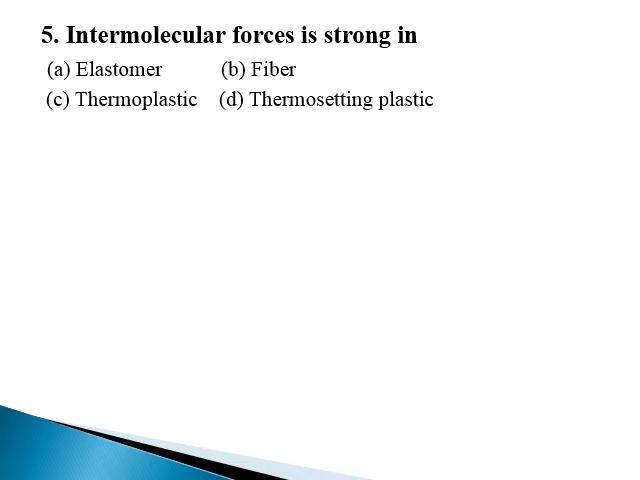 5. Intermolecular forces is strong in
(a) Elastomer (b) Fiber
(c) Thermoplastic (d) Thermosetting plastic